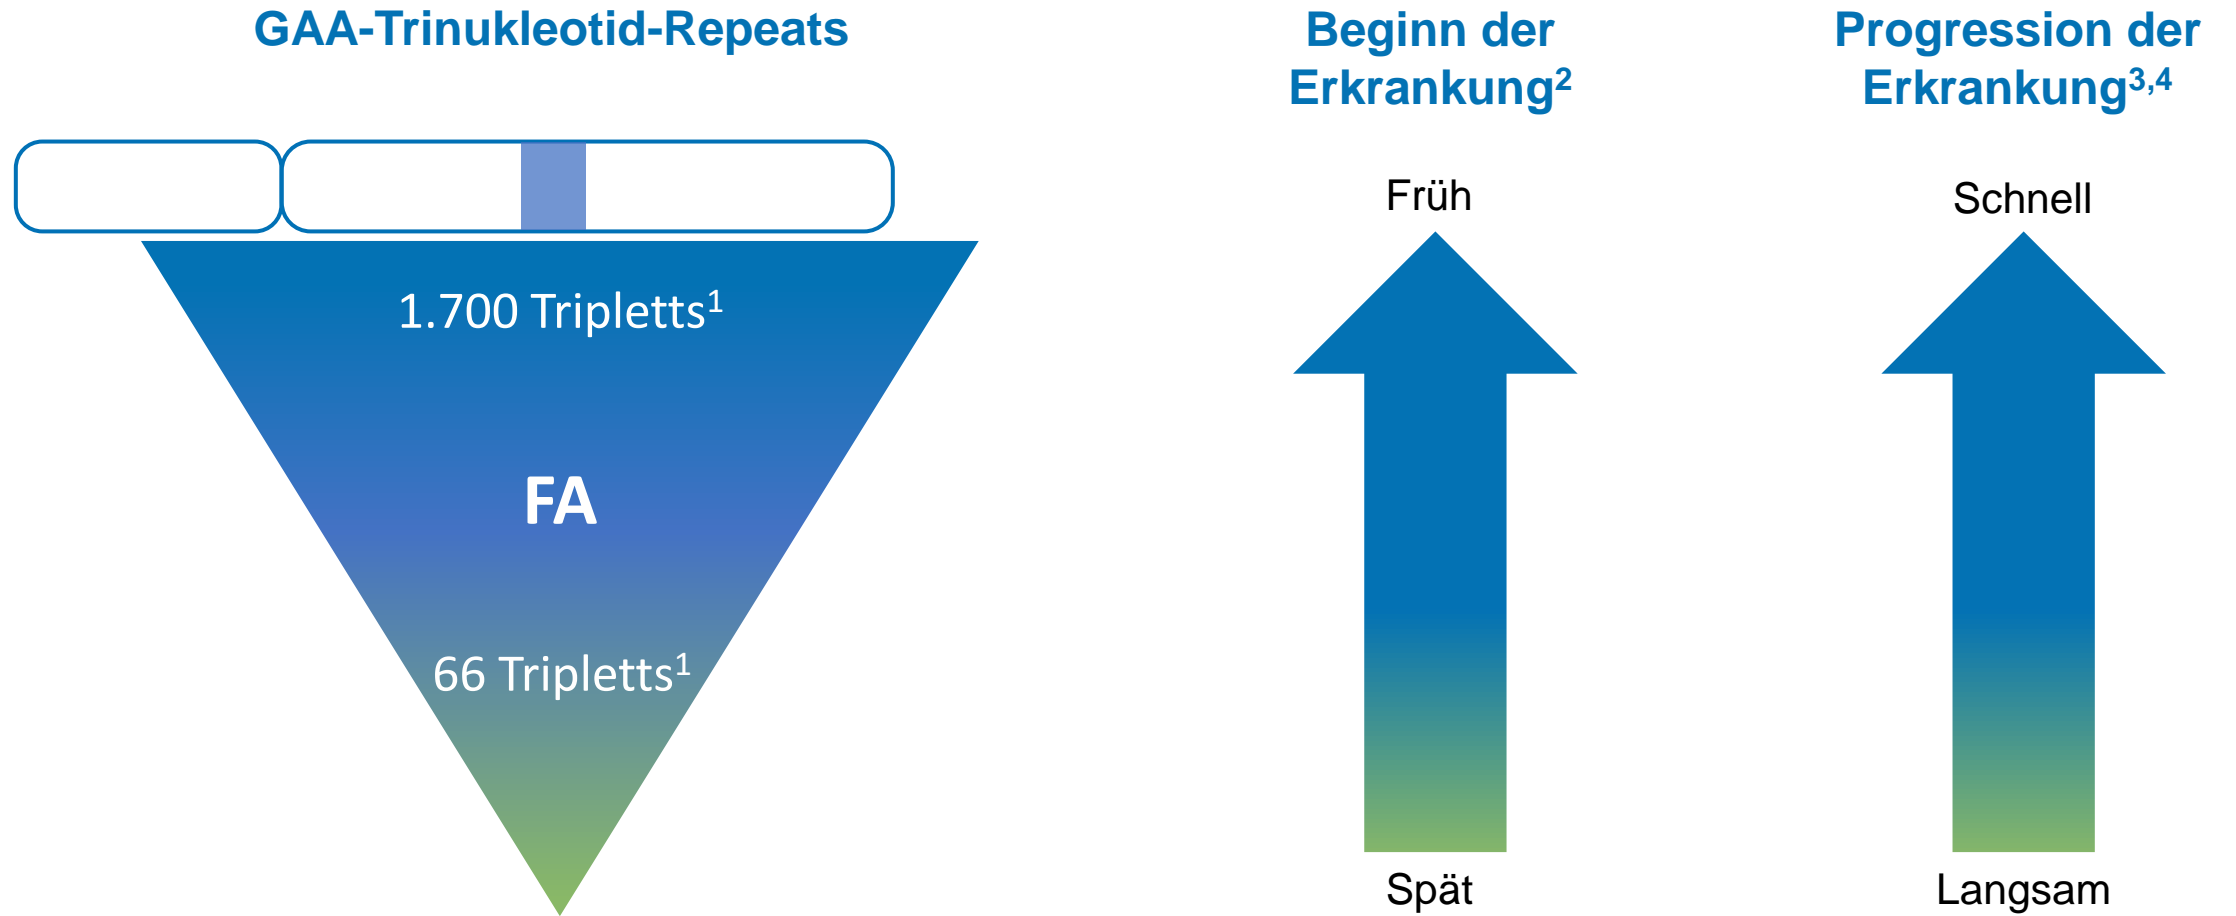 GAA-Trinukleotid-Repeats
1.700 Tripletts¹
FA
66 Tripletts¹
Beginn der
Erkrankung²
Früh
Spät
Progression der
Erkrankung³,⁴
Schnell
Langsam